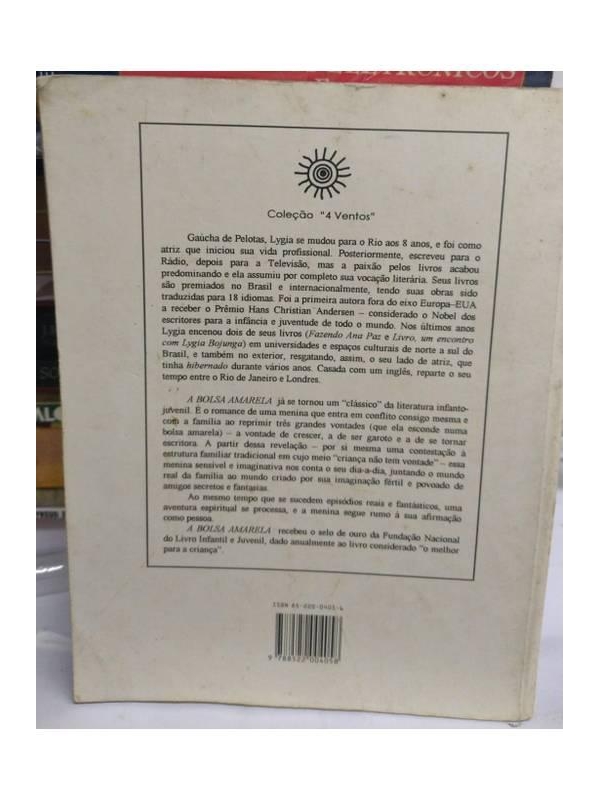 ELETRÔNICOS
Coleção "4 Ventos"
Gaúcha de Pelotas, Lygia se mudou para o Rio aos 8 anos, e foi como
atriz que iniciou sua vida profissional. Posteriormente, escreveu para o
Rádio, depois para a Televisão, mas a paixão pelos livros acabou
predominando e ela assumiu por completo sua vocação literária. Seus livros
são premiados no Brasil e internacionalmente, tendo suas obras sido
traduzidas para 18 idiomas. Foi a primeira autora fora do eixo Europa-EUA
a receber o Prêmio Hans Christian Andersen – considerado o Nobel dos
escritores para a infância e juventude de todo o mundo. Nos últimos anos
Lygia encenou dois de seus livros (Fazendo Ana Paz e Livro, um encontro
com Lygia Bojunga) em universidades e espaços culturais de norte a sul do
Brasil, e também no exterior, resgatando, assim, o seu lado de atriz, que
tinha hibernado durante vários anos. Casada com um inglês, reparte o seu
tempo entre o Rio de Janeiro e Londres.
A BOLSA AMARELA já se tornou um "clássico" da literatura infanto-
juvenil. É o romance de uma menina que entra em conflito consigo mesma e
com a família ao reprimir três grandes vontades (que ela esconde numa
bolsa amarela) – a vontade de crescer, a de ser garoto e a de se tornar
escritora. A partir dessa revelação – por si mesma uma contestação à
estrutura familiar tradicional em cujo meio "criança não tem vontade" – essa
menina sensível e imaginativa nos conta o seu dia-a-dia, juntando o mundo
real da família ao mundo criado por sua imaginação fértil e povoado de
amigos secretos e fantasias.
Ao mesmo tempo que se sucedem episódios reais e fantásticos, uma
aventura espiritual se processa, e a menina segue rumo à sua afirmação
como pessoa.
A BOLSA AMARELA recebeu o selo de ouro da Fundação Nacional
do Livro Infantil e Juvenil, dado anualmente ao livro considerado "o melhor
para a criança".
ISBN 85-220-0405-6
9 788522 004058